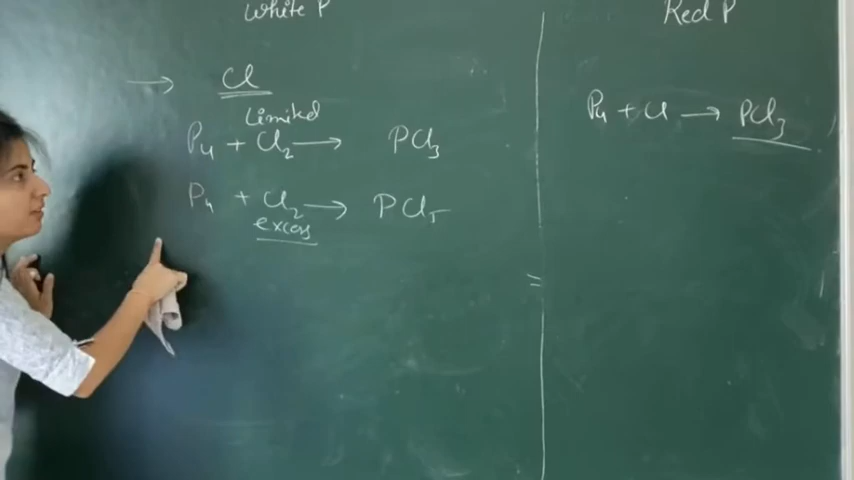 White P
→ Cl
Limited
P₄ + Cl₂ → PCl₃
P₄ + Cl₂ → PCl₅
excess
Red P
P₄ + Cl → PCl₃